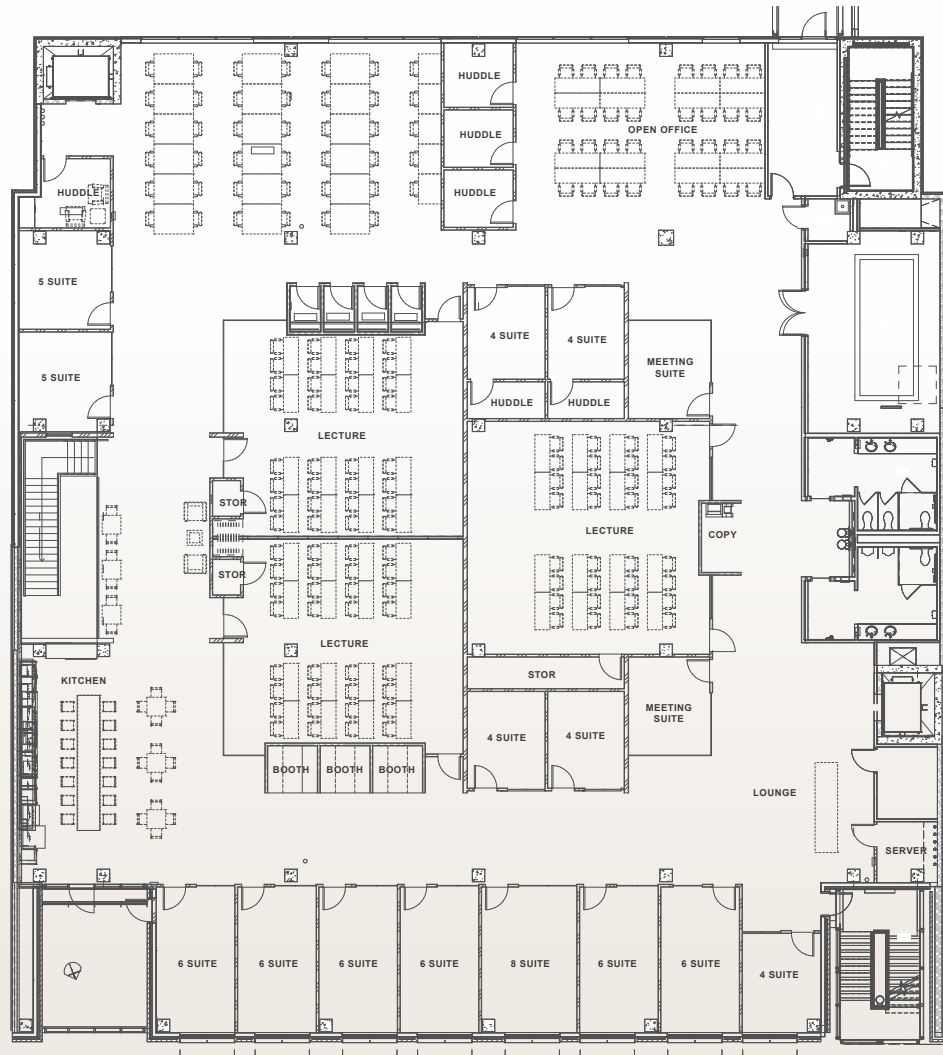 HUDDLE
OPEN OFFICE
HUDDLE
HUDDLE
HUDDLE
5 SUITE
4 SUITE
4 SUITE
MEETING
SUITE
5 SUITE
HUDDLE
HUDDLE
LECTURE
STOR
LECTURE
COPY
STOR
LECTURE
STOR
KITCHEN
MEETING
SUITE
4 SUITE
4 SUITE
BOOTH
BOOTH
BOOTH
LOUNGE
SERVER
6 SUITE
6 SUITE
6 SUITE
6 SUITE
8 SUITE
6 SUITE
6 SUITE
4 SUITE